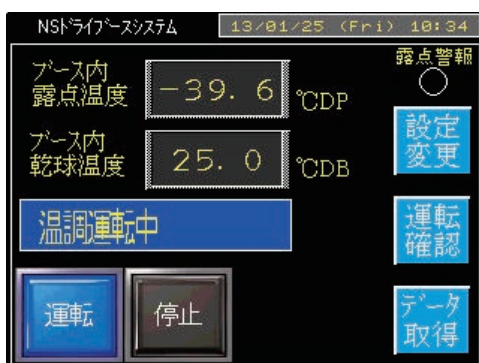 NSドライブースシステム
13/01/25 (Fri) 10:34
ブース内
露点温度
-39.6
℃DP
露点警報
ブース内
乾球温度
25.0
℃DB
設定
変更
温調運転中
運転
確認
運転
停止
データ
取得